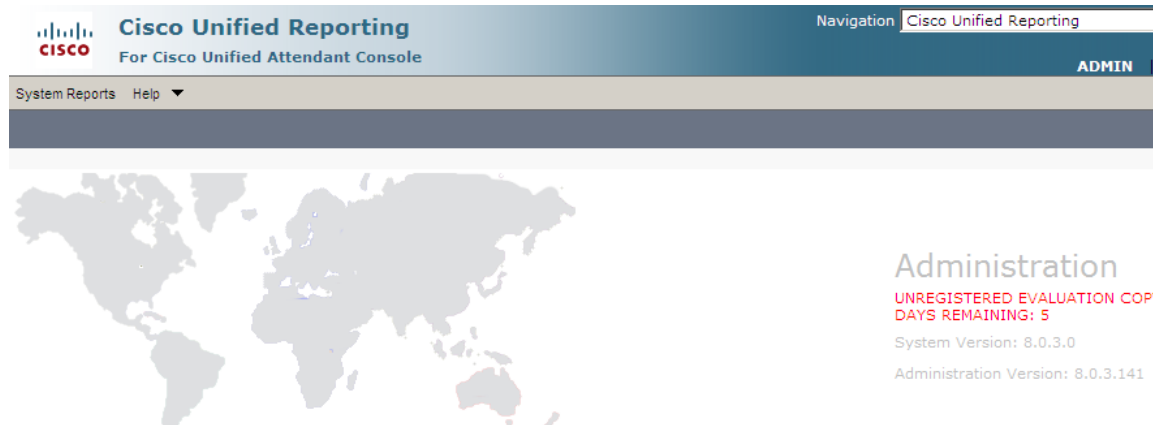 Cisco Unified Reporting
Navigation Cisco Unified Reporting
CISCO
For Cisco Unified Attendant Console
ADMIN
System Reports Help
Administration
UNREGISTERED EVALUATION COP
DAYS REMAINING: 5
System Version: 8.0.3.0
Administration Version: 8.0.3.141